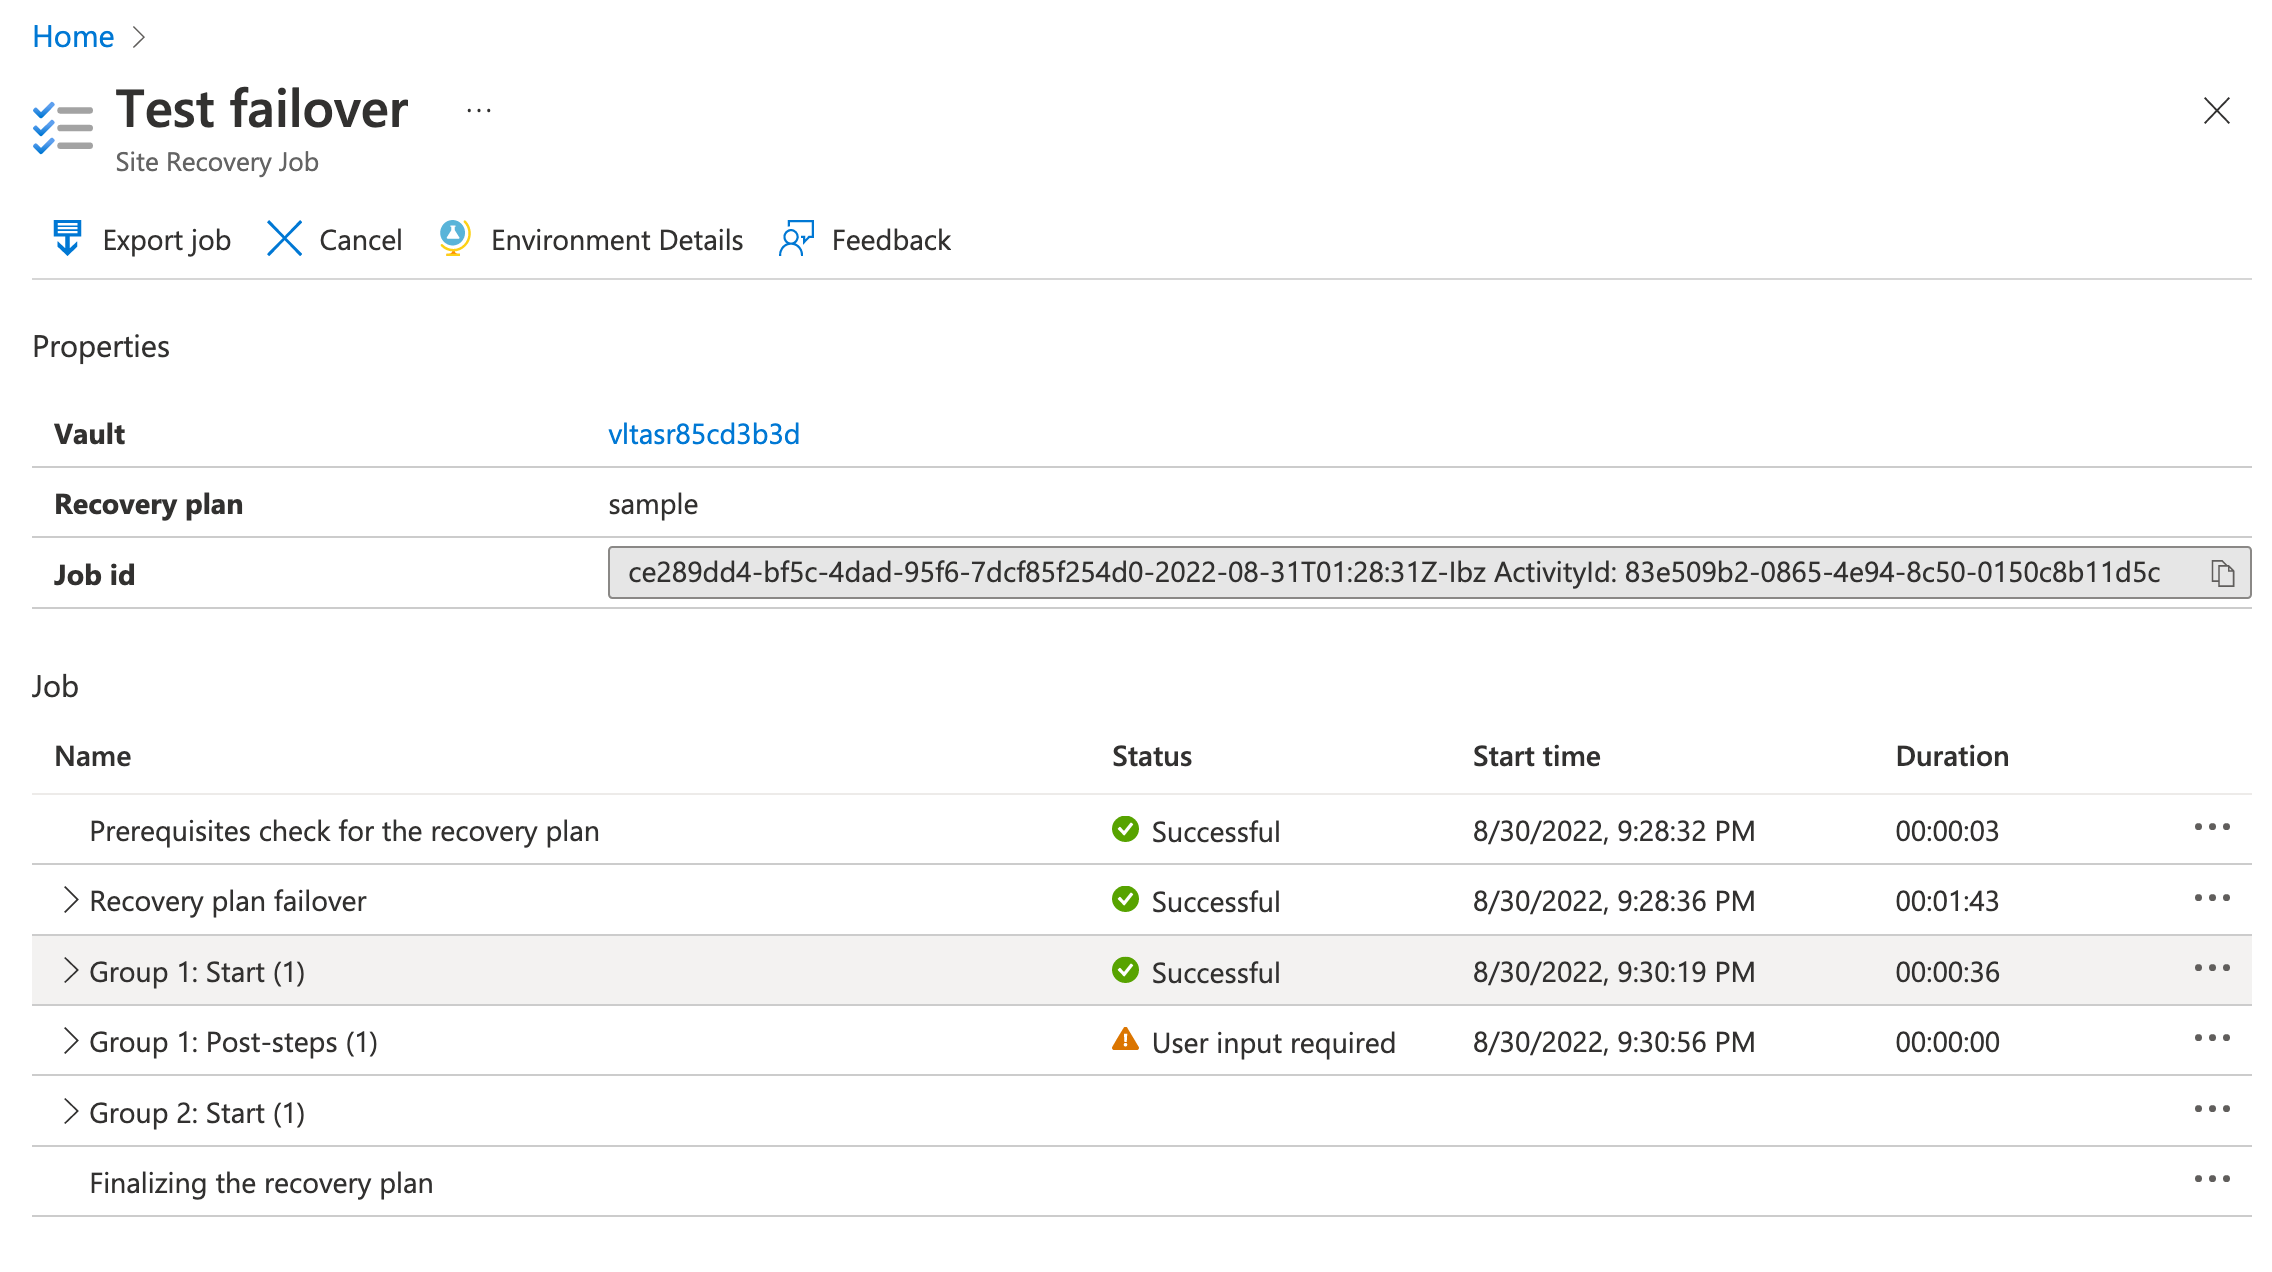 Home
Test failover ...
Site Recovery Job
Export job Cancel Environment Details Feedback
Properties
Vault vltasr85cd3b3d
Recovery plan sample
Job id ce289dd4-bf5c-4dad-95f6-7dcf85f254d0-2022-08-31T01:28:31Z-Ibz ActivityId: 83e509b2-0865-4e94-8c50-0150c8b11d5c
Job
Name Status Start time Duration
Prerequisites check for the recovery plan Successful 8/30/2022, 9:28:32 PM 00:00:03
Recovery plan failover Successful 8/30/2022, 9:28:36 PM 00:01:43
Group 1: Start (1) Successful 8/30/2022, 9:30:19 PM 00:00:36
Group 1: Post-steps (1) User input required 8/30/2022, 9:30:56 PM 00:00:00
Group 2: Start (1)
Finalizing the recovery plan